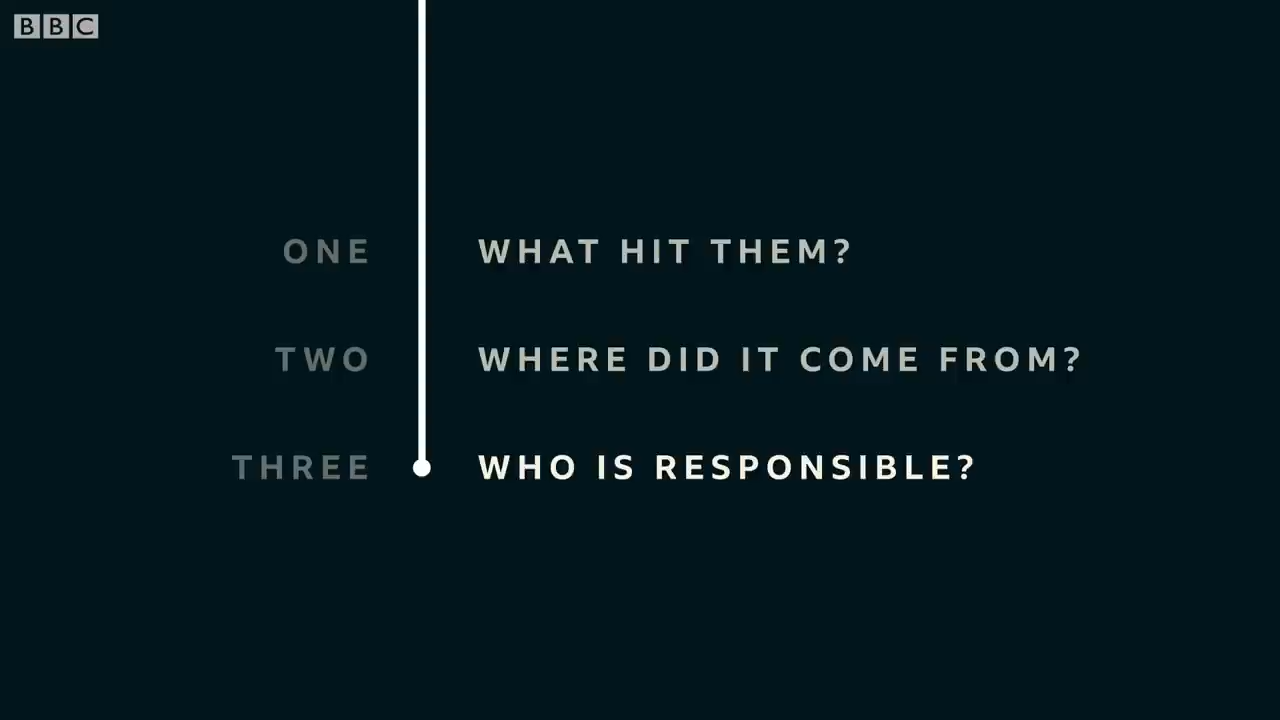 BBC
ONE WHAT HIT THEM?
TWO WHERE DID IT COME FROM?
THREE WHO IS RESPONSIBLE?